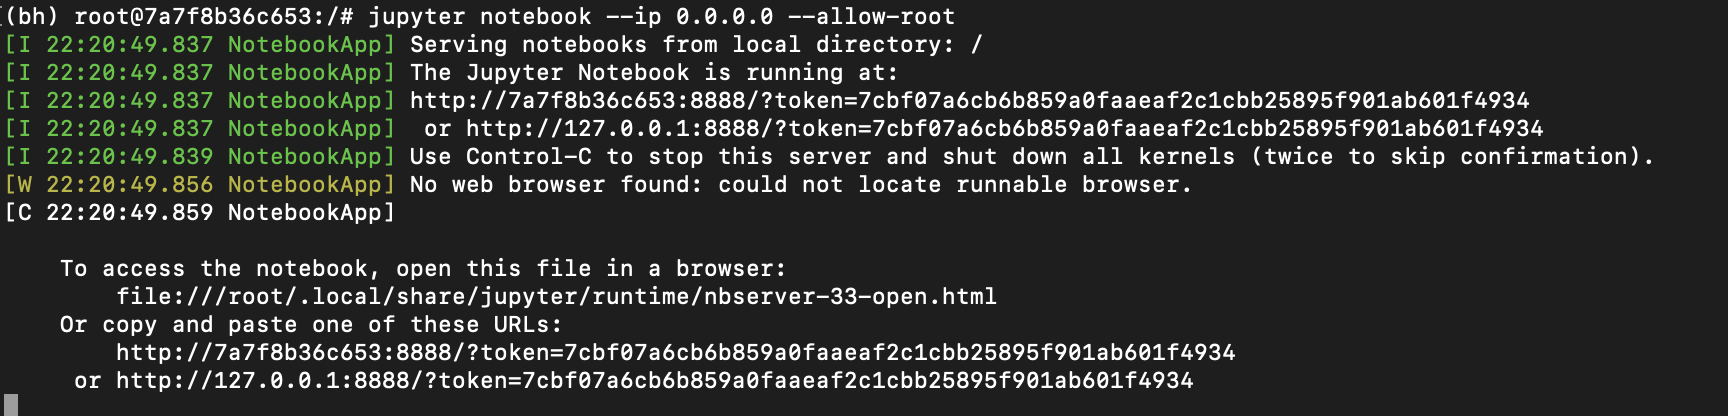 (bh) root@7a7f8b36c653:/# jupyter notebook --ip 0.0.0.0 --allow-root
[I 22:20:49.837 NotebookApp] Serving notebooks from local directory: /
[I 22:20:49.837 NotebookApp] The Jupyter Notebook is running at:
[I 22:20:49.837 NotebookApp] http://7a7f8b36c653:8888/?token=7cbf07a6cb6b859a0faaeaf2c1cbb25895f901ab601f4934
[I 22:20:49.837 NotebookApp]  or http://127.0.0.1:8888/?token=7cbf07a6cb6b859a0faaeaf2c1cbb25895f901ab601f4934
[I 22:20:49.839 NotebookApp] Use Control-C to stop this server and shut down all kernels (twice to skip confirmation).
[W 22:20:49.856 NotebookApp] No web browser found: could not locate runnable browser.
[C 22:20:49.859 NotebookApp]
To access the notebook, open this file in a browser:
file:///root/.local/share/jupyter/runtime/nbserver-33-open.html
Or copy and paste one of these URLs:
http://7a7f8b36c653:8888/?token=7cbf07a6cb6b859a0faaeaf2c1cbb25895f901ab601f4934
or http://127.0.0.1:8888/?token=7cbf07a6cb6b859a0faaeaf2c1cbb25895f901ab601f4934